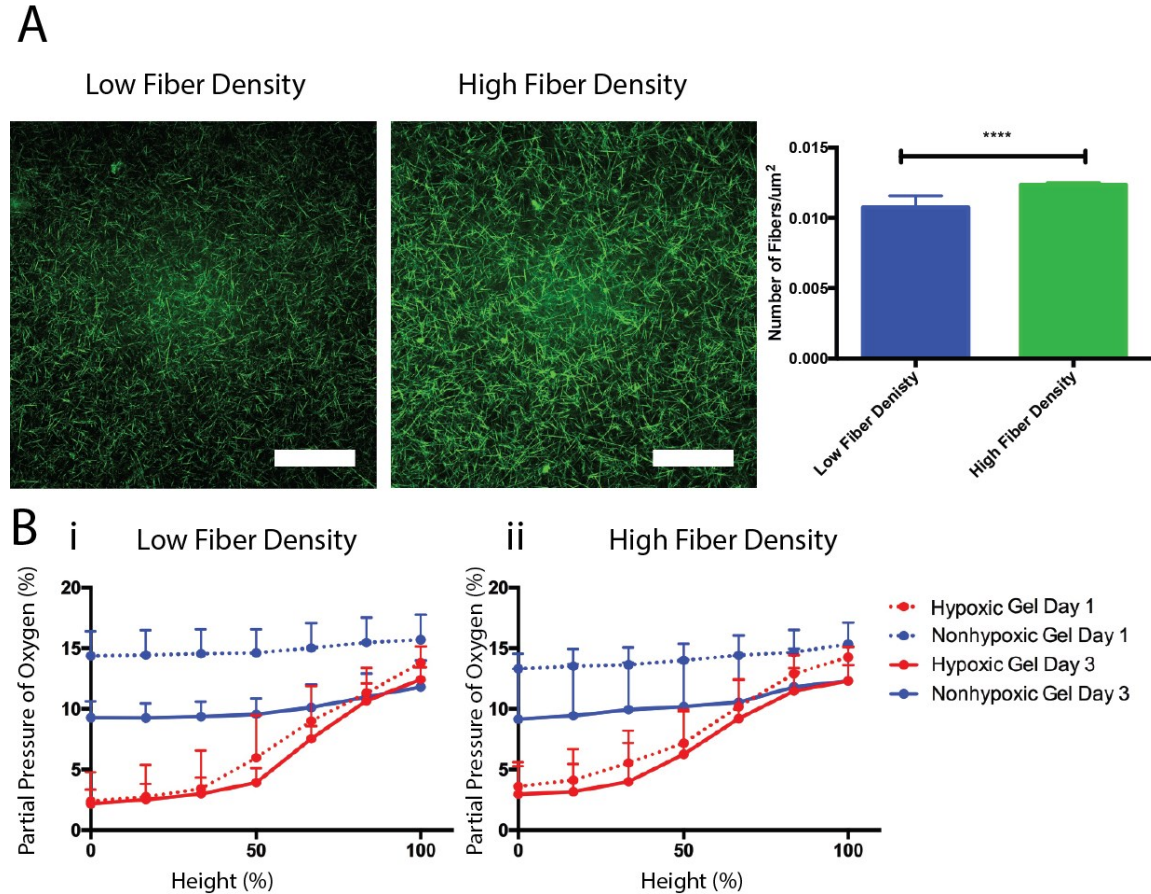 A
Low Fiber Density
High Fiber Density
****
Number of Fibers/um²
0.015
0.010
0.005
0.000
Low Fiber Denisty
High Fiber Density
B
i
Low Fiber Density
ii
High Fiber Density
Partial Pressure of Oxygen (%)
20
15
10
5
0
0
50
100
Height (%)
Partial Pressure of Oxygen (%)
20
15
10
5
0
0
50
100
Height (%)
Hypoxic Gel Day 1
Nonhypoxic Gel Day 1
Hypoxic Gel Day 3
Nonhypoxic Gel Day 3